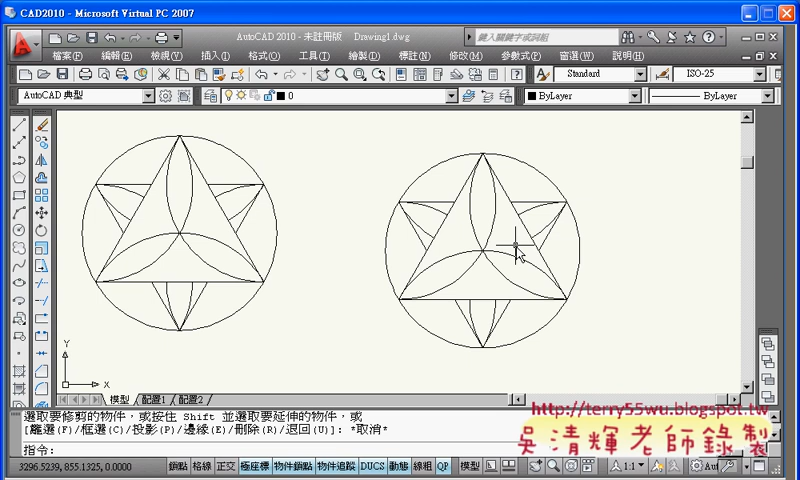 CAD2010 - Microsoft Virtual PC 2007
AutoCAD 2010 - 未註冊版 Drawing1.dwg
鍵入關鍵字或詞組
檔案(F) 編輯(E) 檢視(V) 插入(I) 格式(O) 工具(T) 繪製(D) 標註(N) 修改(M) 參數式(P) 視窗(W) 說明(H)
Standard ISO-25
AutoCAD 典型 0 ByLayer ByLayer
Y
X
模型 配置1 配置2
選取要修剪的物件，或按住 Shift 並選取要延伸的物件，或
[籬選(F)/框選(C)/投影(P)/邊緣(E)/刪除(R)/退回(U)]: *取消*
指令:
http://terry55wu.blogspot.tw
吳清輝老師錄製
3296.5239, 855.1325, 0.0000 鎖點 格線 正交 極座標 物件鎖點 物件追蹤 DUCS 動態 線粗 QP 模型 1:1